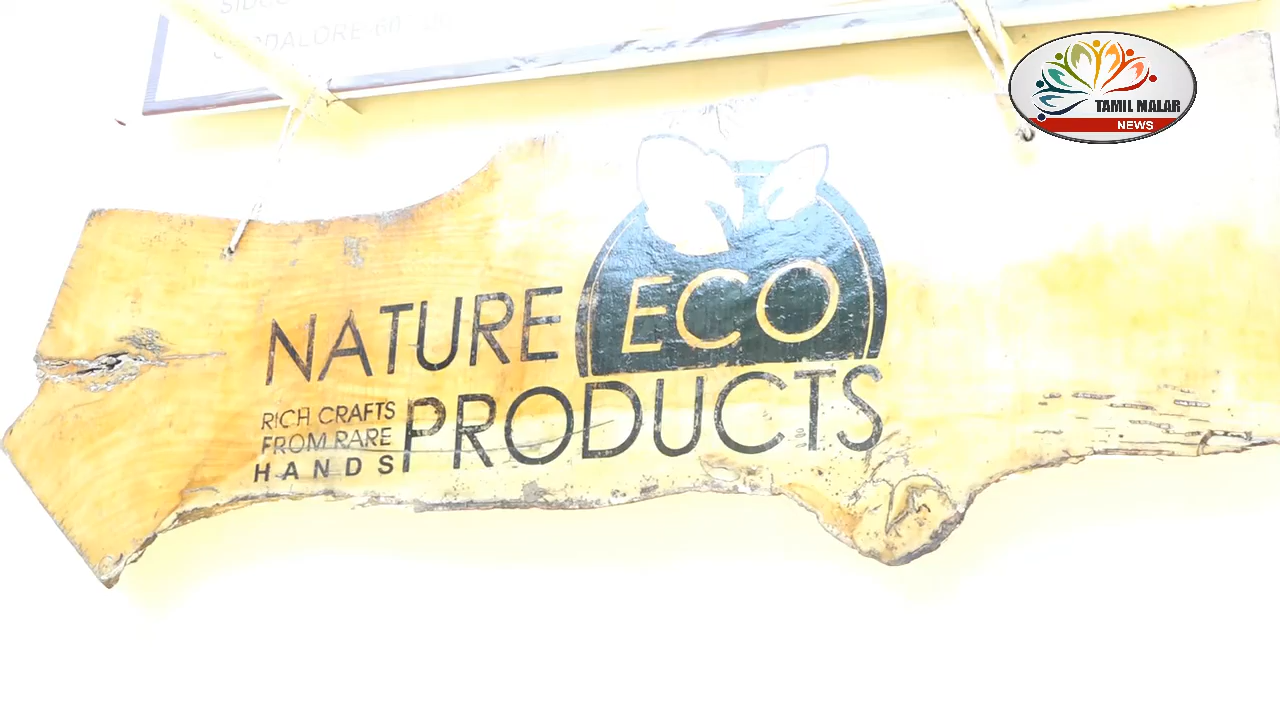 TAMIL MALAR
NEWS
NATURE ECO
PRODUCTS
RICH CRAFTS
FROM RARE
HANDS